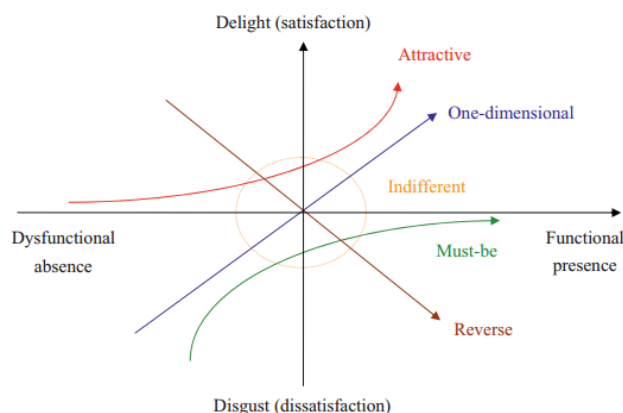 Delight (satisfaction)
Attractive
One-dimensional
Indifferent
Dysfunctional
absence
Functional
presence
Must-be
Reverse
Disgust (dissatisfaction)